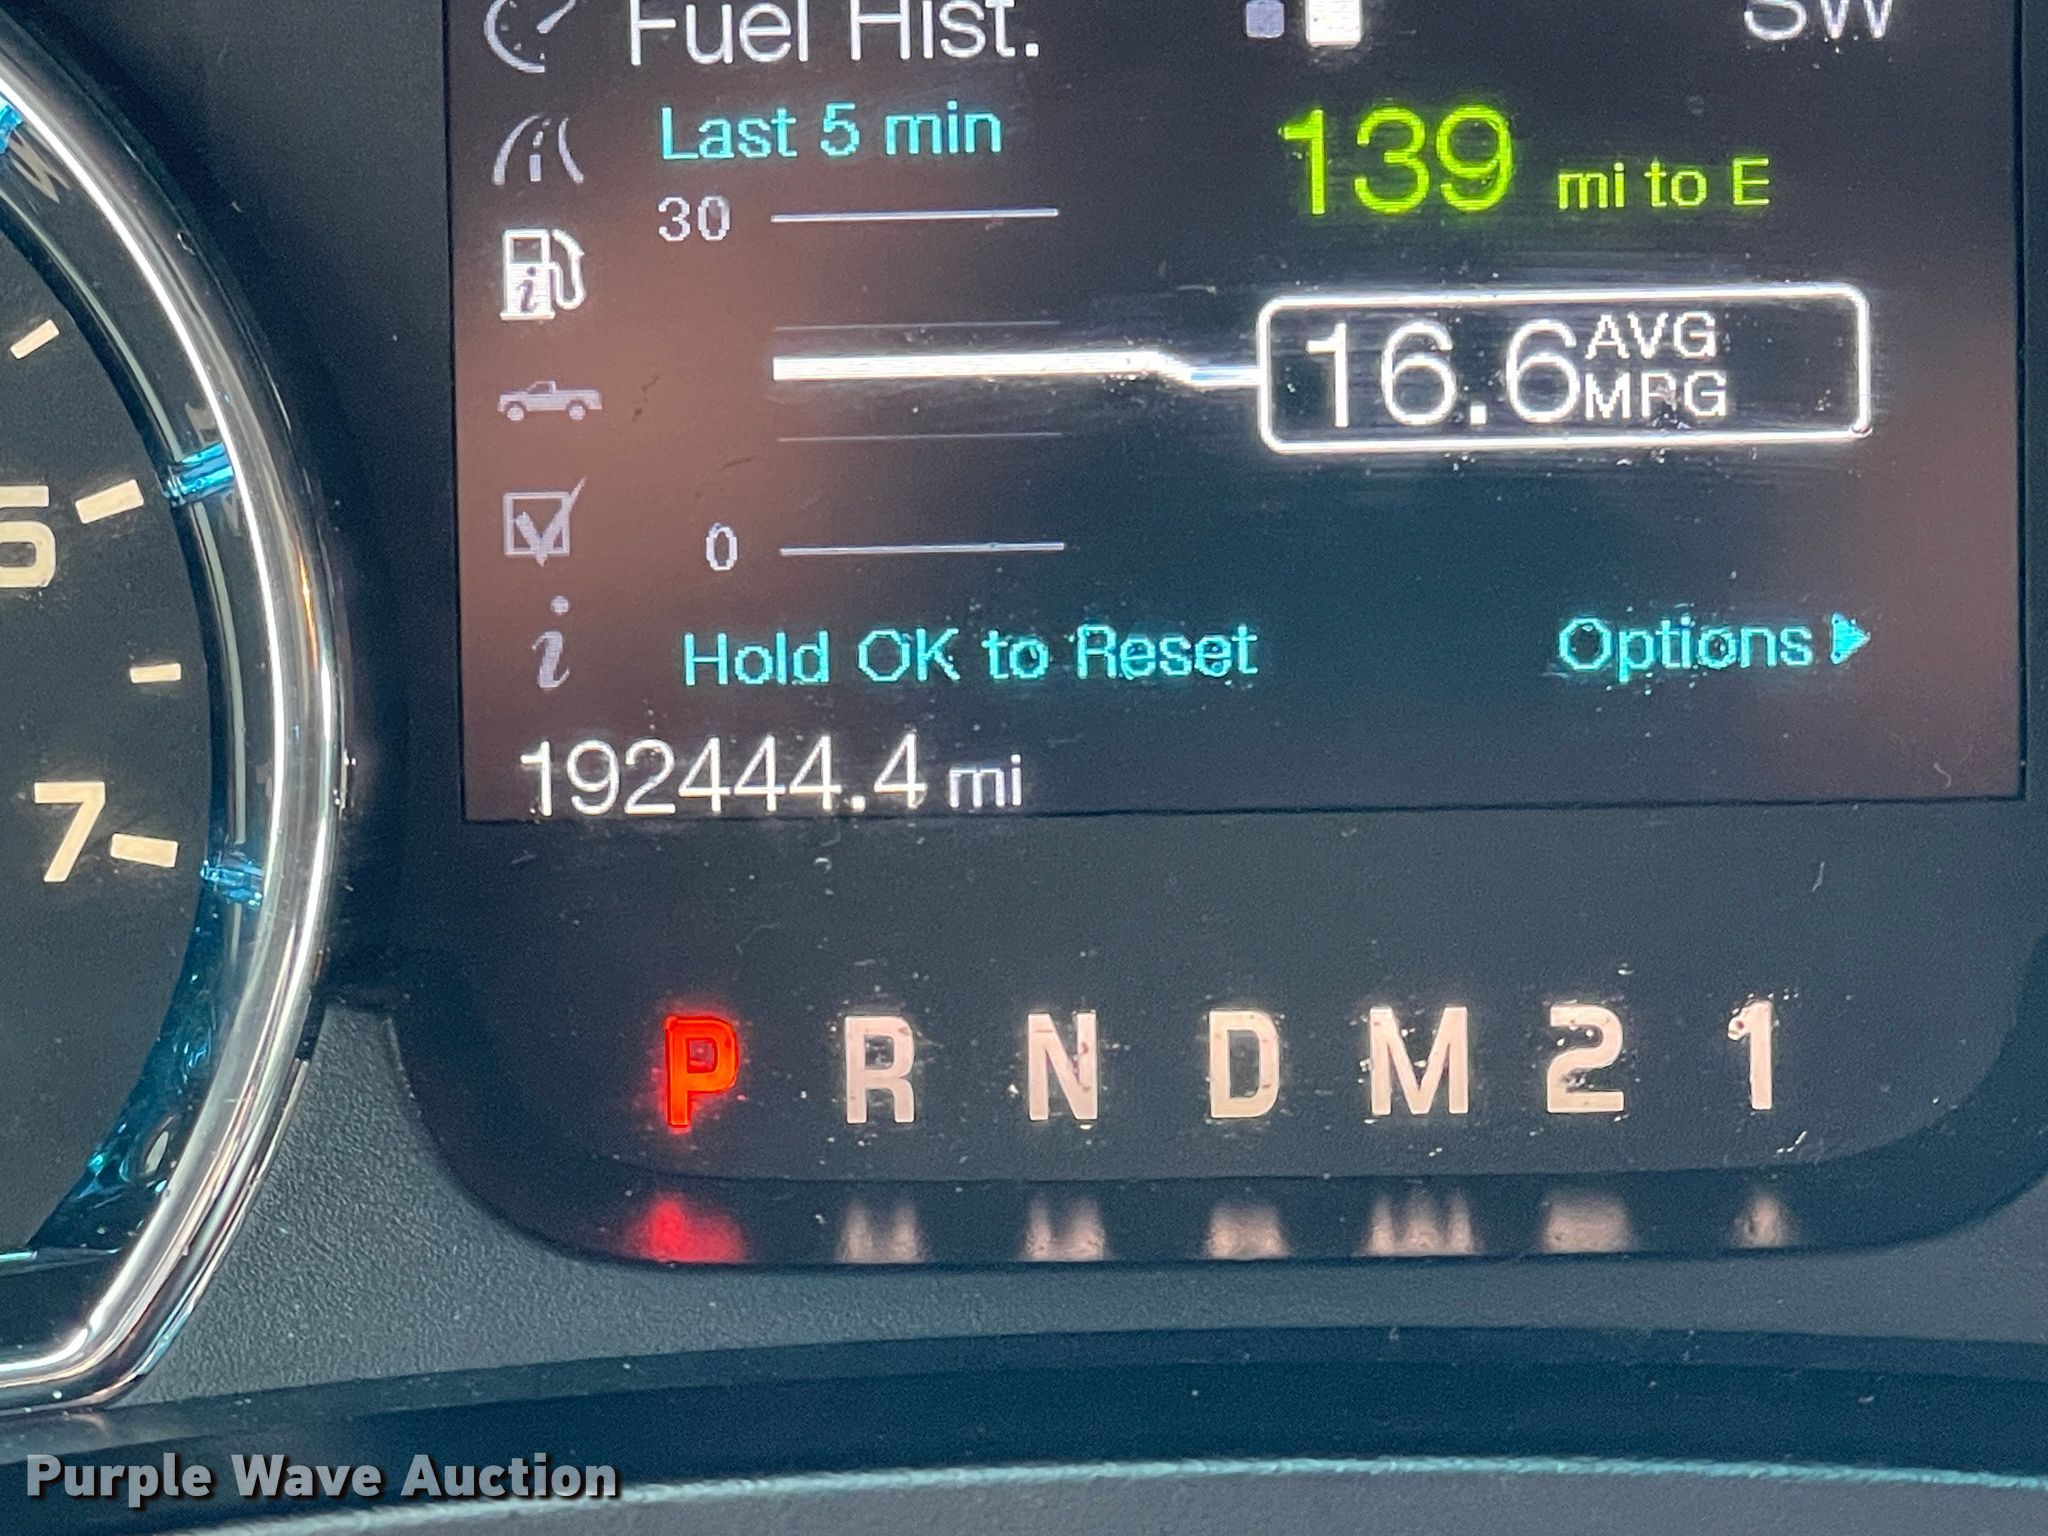 Fuel Hist.
SW
Last 5 min
139 mi to E
30
16.6 AVG MPG
0
Hold OK to Reset
Options
192444.4 mi
7
P R N D M 2 1
Purple Wave Auction